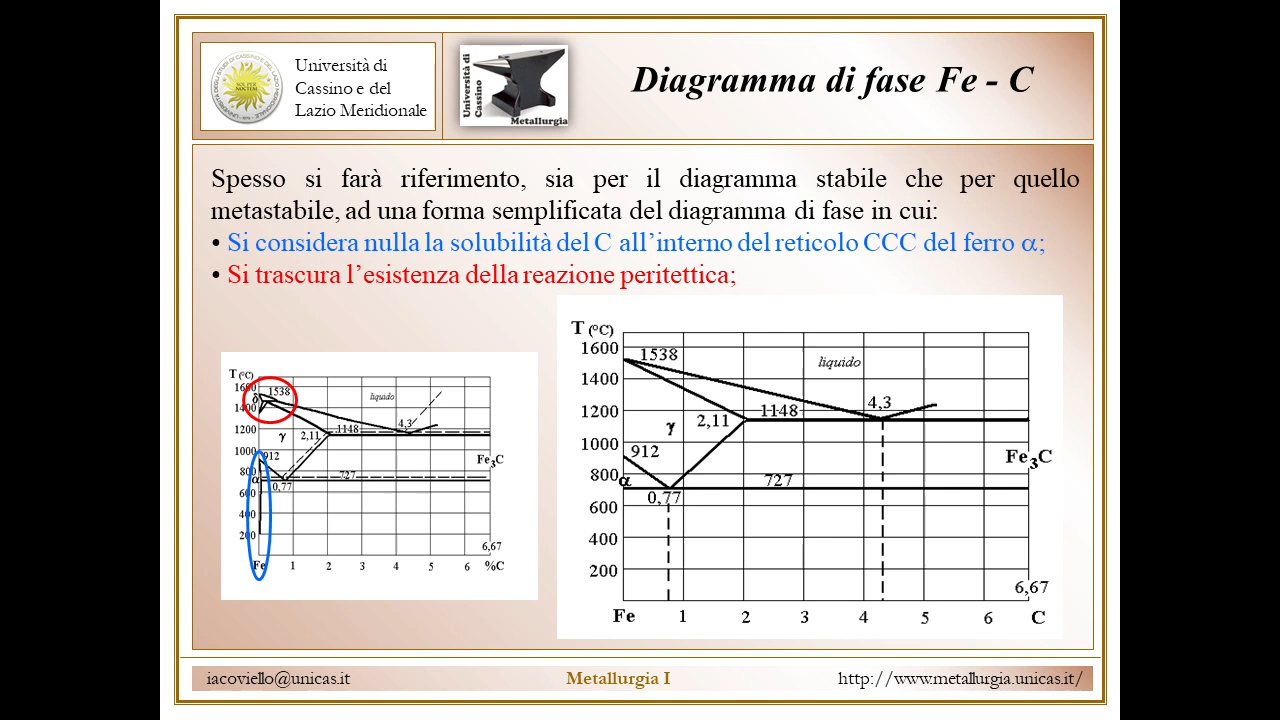 Università di
Cassino e del
Lazio Meridionale
Università di
Cassino
Metallurgia
Diagramma di fase Fe - C
Spesso si farà riferimento, sia per il diagramma stabile che per quello
metastabile, ad una forma semplificata del diagramma di fase in cui:
• Si considera nulla la solubilità del C all’interno del reticolo CCC del ferro α;
• Si trascura l’esistenza della reazione peritettica;
T (°C)
1600
δ
1538
liquido
1400
1200
γ
2,11
1148
4,3
1000
912
Fe3C
800
α
727
600
0,77
400
200
6,67
Fe
1
2
3
4
5
6
%C
T (°C)
1600
1538
liquido
1400
1200
1148
4,3
γ
2,11
1000
912
Fe3C
800
α
727
0,77
600
400
200
6,67
Fe
1
2
3
4
5
6
C
iacoviello@unicas.it
Metallurgia I
http://www.metallurgia.unicas.it/